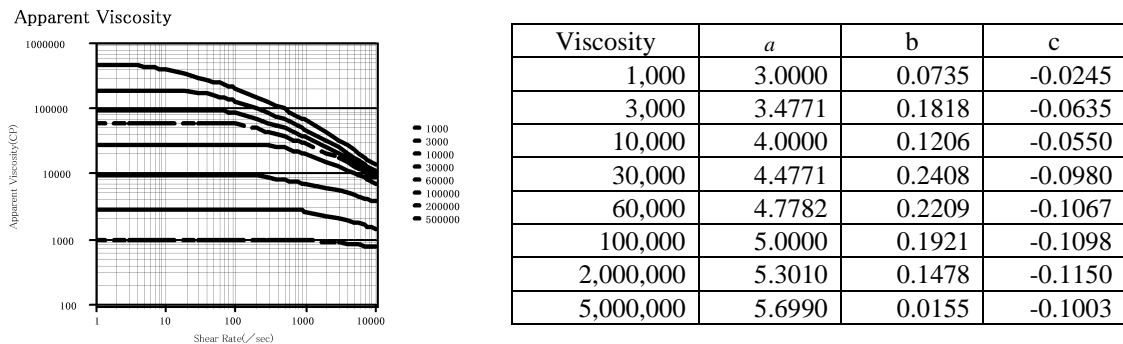 Apparent Viscosity
1000000
100000
10000
1000
100
Apparent Viscosity(CP)
1 10 100 1000 10000
Shear Rate(／sec)
1000
3000
10000
30000
60000
100000
200000
500000
Viscosity a b c
1,000 3.0000 0.0735 -0.0245
3,000 3.4771 0.1818 -0.0635
10,000 4.0000 0.1206 -0.0550
30,000 4.4771 0.2408 -0.0980
60,000 4.7782 0.2209 -0.1067
100,000 5.0000 0.1921 -0.1098
2,000,000 5.3010 0.1478 -0.1150
5,000,000 5.6990 0.0155 -0.1003